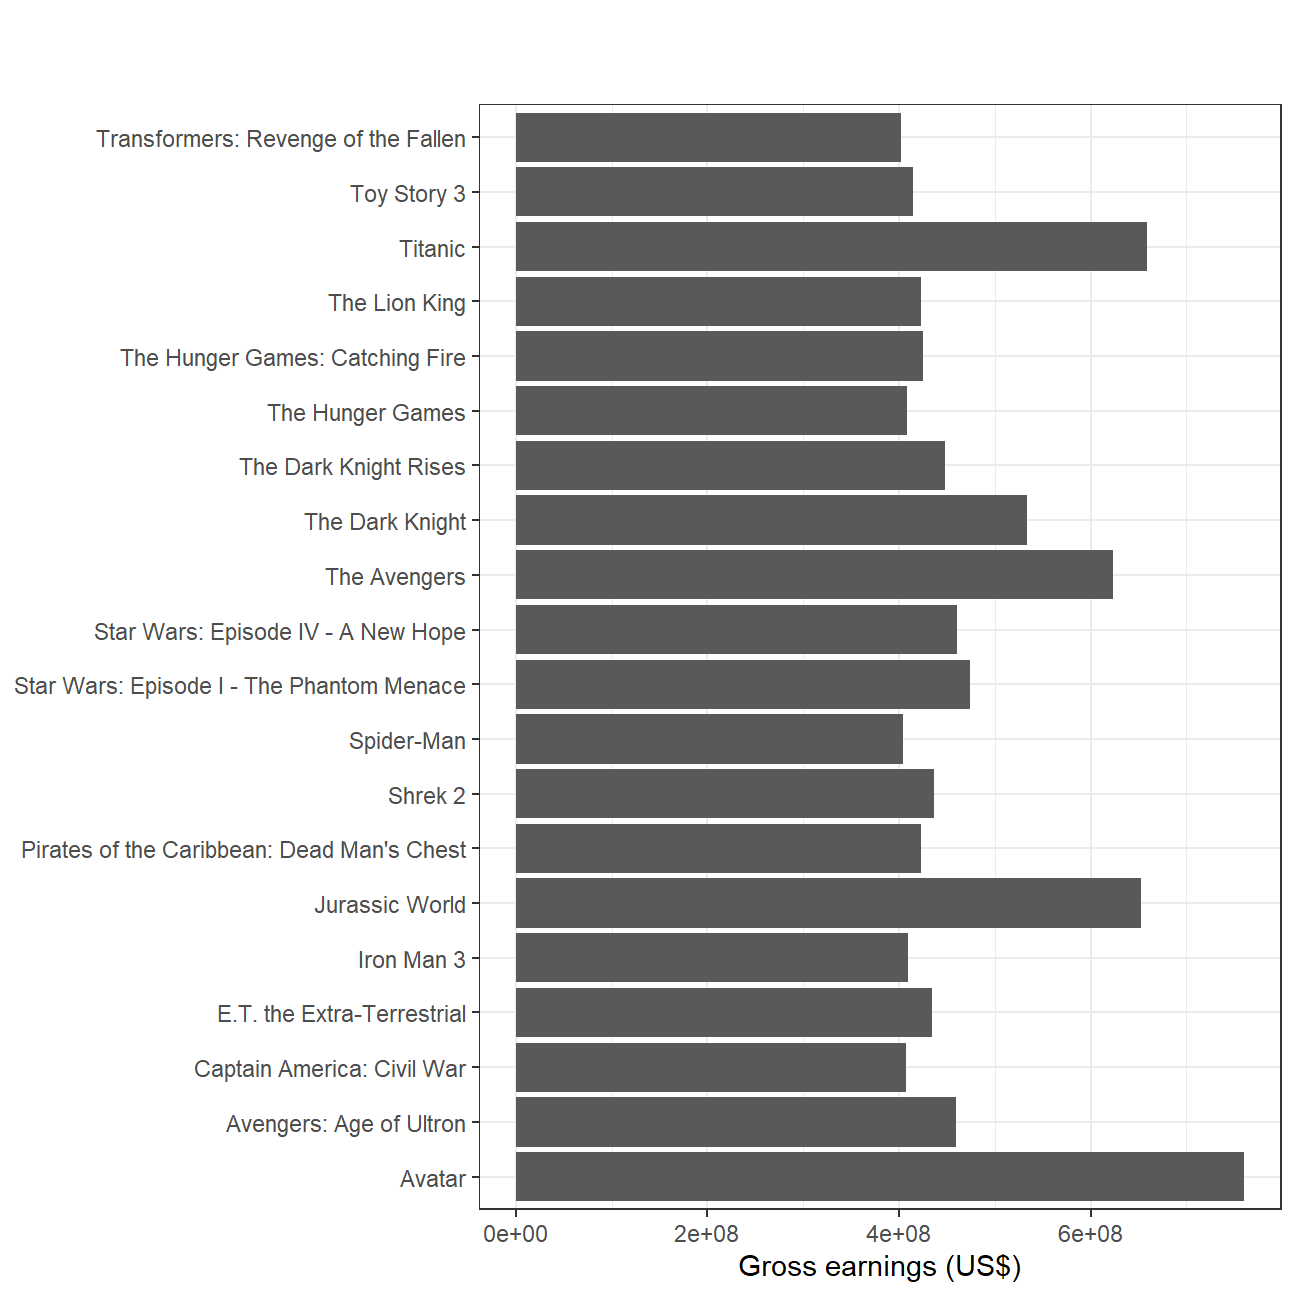 Transformers: Revenge of the Fallen
Toy Story 3
Titanic
The Lion King
The Hunger Games: Catching Fire
The Hunger Games
The Dark Knight Rises
The Dark Knight
The Avengers
Star Wars: Episode IV - A New Hope
Star Wars: Episode I - The Phantom Menace
Spider-Man
Shrek 2
Pirates of the Caribbean: Dead Man's Chest
Jurassic World
Iron Man 3
E.T. the Extra-Terrestrial
Captain America: Civil War
Avengers: Age of Ultron
Avatar
0e+00 2e+08 4e+08 6e+08
Gross earnings (US$)